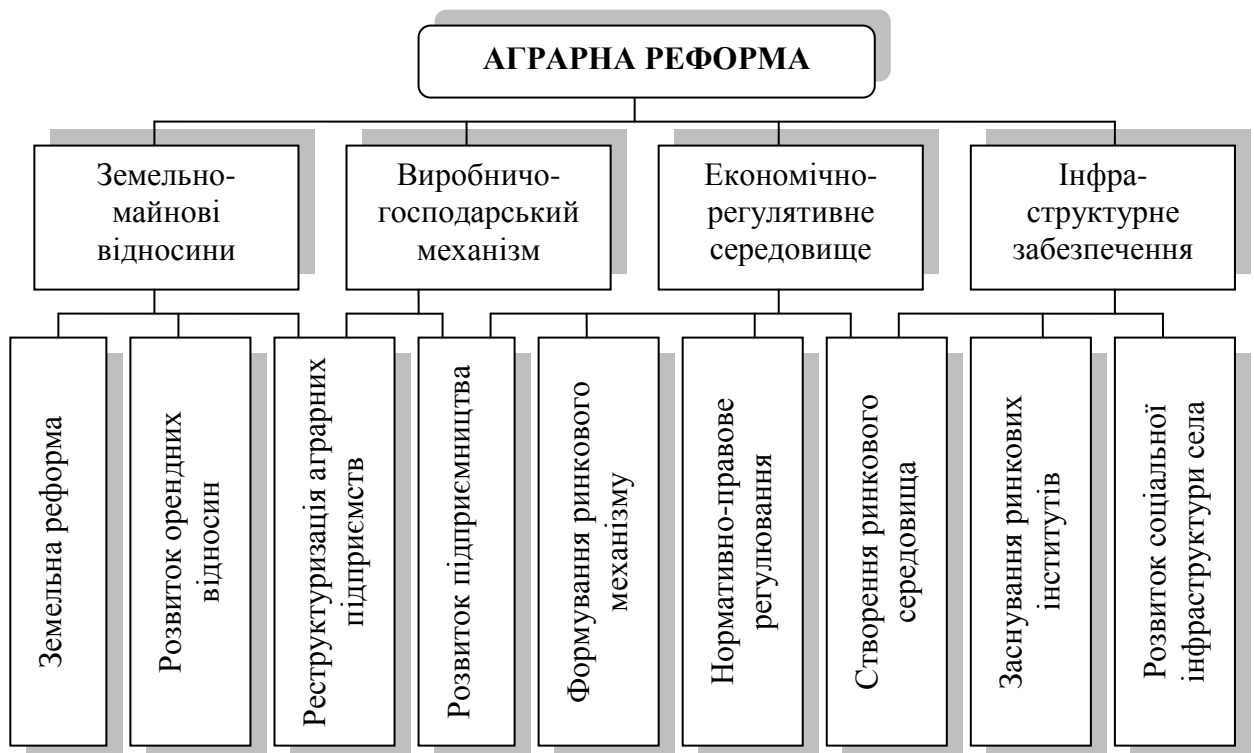 АГРАРНА РЕФОРМА
Земельно-
майнові
відносини
Виробничо-
господарський
механізм
Економічно-
регулятивне
середовище
Інфра-
структурне
забезпечення
Земельна реформа
Розвиток орендних
відносин
Реструктуризація аграрних
підприємств
Розвиток підприємництва
Формування ринкового
механізму
Нормативно-правове
регулювання
Створення ринкового
середовища
Заснування ринкових
інститутів
Розвиток соціальної
інфраструктури села